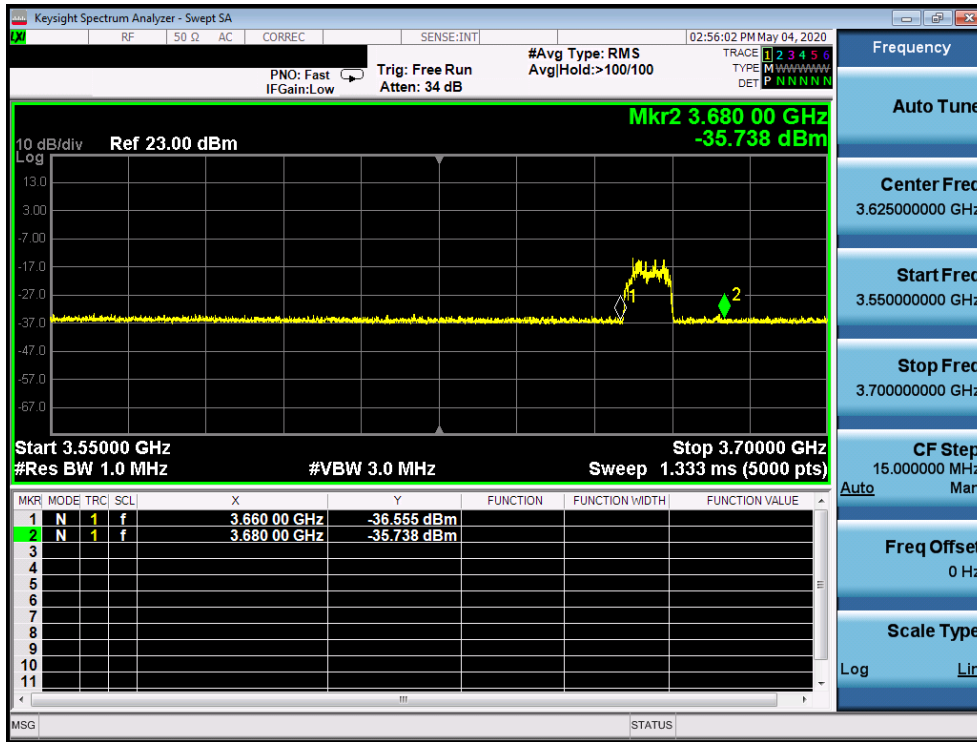 Keysight Spectrum Analyzer - Swept SA
LXI RF 50 Ω AC CORREC SENSE:INT 02:56:02 PM May 04, 2020
PNO: Fast
IFGain:Low
Trig: Free Run
Atten: 34 dB
#Avg Type: RMS
Avg|Hold:>100/100
TRACE 1 2 3 4 5 6
TYPE M W W W W W
DET P N N N N N
Mkr2 3.680 00 GHz
-35.738 dBm
10 dB/div Ref 23.00 dBm
Log
13.0
3.00
-7.00
-17.0
-27.0
-37.0
-47.0
-57.0
-67.0
1
2
Start 3.55000 GHz Stop 3.70000 GHz
#Res BW 1.0 MHz #VBW 3.0 MHz Sweep 1.333 ms (5000 pts)
MKR MODE TRC SCL X Y FUNCTION FUNCTION WIDTH FUNCTION VALUE
1 N 1 f 3.660 00 GHz -36.555 dBm
2 N 1 f 3.680 00 GHz -35.738 dBm
3
4
5
6
7
8
9
10
11
MSG STATUS
Frequency
Auto Tune
Center Freq
3.625000000 GHz
Start Freq
3.550000000 GHz
Stop Freq
3.700000000 GHz
CF Step
15.000000 MHz
Auto Man
Freq Offset
0 Hz
Scale Type
Log Lin